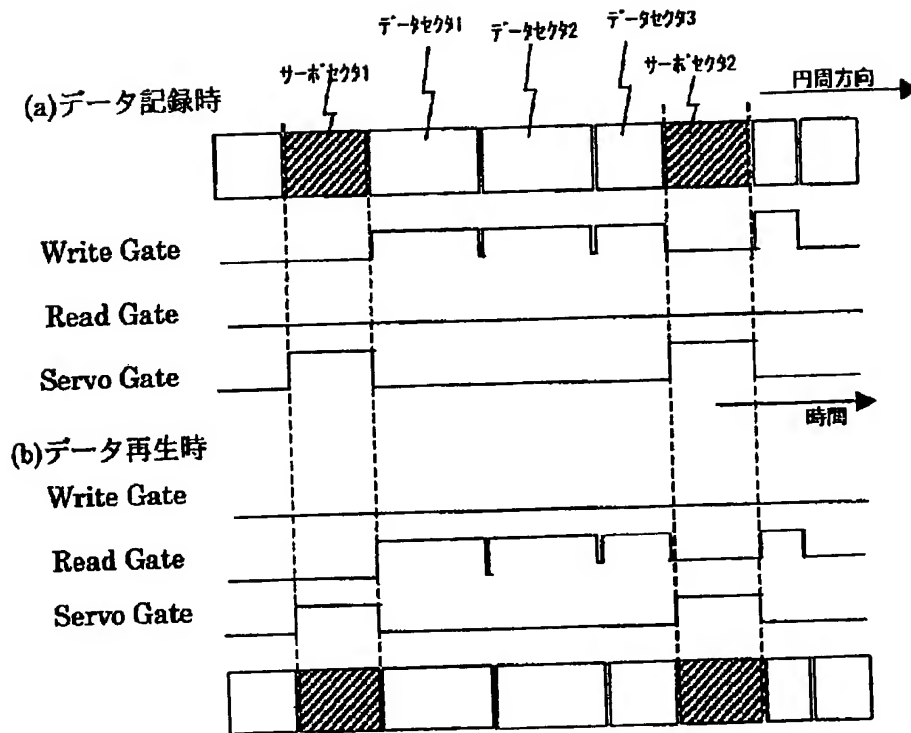 データセクタ1
データセクタ2
データセクタ3
サーボセクタ1
サーボセクタ2
円周方向
(a)データ記録時
Write Gate
Read Gate
Servo Gate
時間
(b)データ再生時
Write Gate
Read Gate
Servo Gate